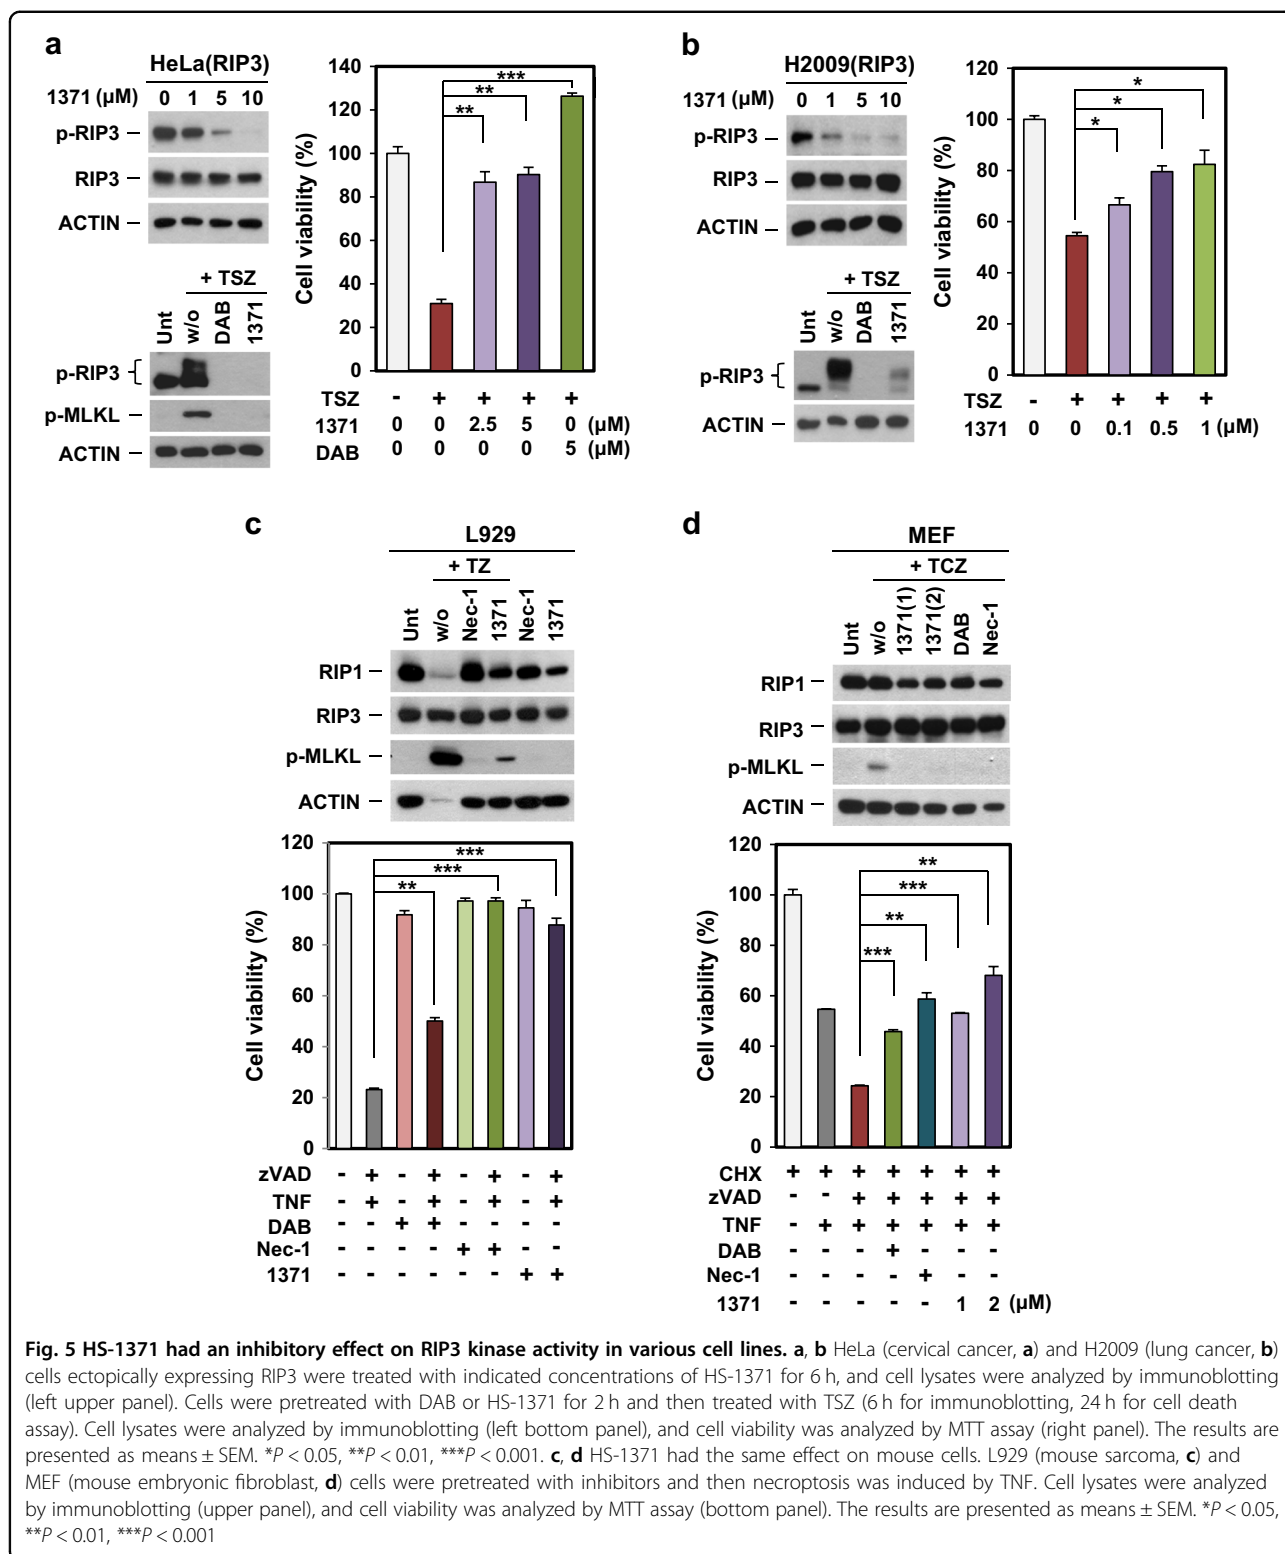 a
HeLa(RIP3)
1371 (μM) 0 1 5 10
p-RIP3
RIP3
ACTIN
+ TSZ
Unt w/o DAB 1371
p-RIP3
p-MLKL
ACTIN
Cell viability (%)
140
120
100
80
60
40
20
0
***
**
**
TSZ - + + + +
1371 0 0 2.5 5 0 (μM)
DAB 0 0 0 0 5 (μM)
b
H2009(RIP3)
1371 (μM) 0 1 5 10
p-RIP3
RIP3
ACTIN
+ TSZ
Unt w/o DAB 1371
p-RIP3
ACTIN
Cell viability (%)
120
100
80
60
40
20
0
*
*
*
TSZ - + + + +
1371 0 0 0.1 0.5 1 (μM)
c
L929
+ TZ
Unt w/o Nec-1 1371 Nec-1 1371
RIP1
RIP3
p-MLKL
ACTIN
Cell viability (%)
120
100
80
60
40
20
0
***
***
**
zVAD - + - + - + - +
TNF - + - + - + - +
DAB - - + + - - - -
Nec-1 - - - - + + - -
1371 - - - - - - + +
d
MEF
+ TCZ
Unt w/o 1371(1) 1371(2) DAB Nec-1
RIP1
RIP3
p-MLKL
ACTIN
Cell viability (%)
120
100
80
60
40
20
0
**
***
**
***
CHX + + + + + + +
zVAD - - + + + + +
TNF - + + + + + +
DAB - - - + - - -
Nec-1 - - - - + - -
1371 - - - - - 1 2 (μM)
Fig. 5 HS-1371 had an inhibitory effect on RIP3 kinase activity in various cell lines. a, b HeLa (cervical cancer, a) and H2009 (lung cancer, b)
cells ectopically expressing RIP3 were treated with indicated concentrations of HS-1371 for 6 h, and cell lysates were analyzed by immunoblotting
(left upper panel). Cells were pretreated with DAB or HS-1371 for 2 h and then treated with TSZ (6 h for immunoblotting, 24 h for cell death
assay). Cell lysates were analyzed by immunoblotting (left bottom panel), and cell viability was analyzed by MTT assay (right panel). The results are
presented as means ± SEM. *P < 0.05, **P < 0.01, ***P < 0.001. c, d HS-1371 had the same effect on mouse cells. L929 (mouse sarcoma, c) and
MEF (mouse embryonic fibroblast, d) cells were pretreated with inhibitors and then necroptosis was induced by TNF. Cell lysates were analyzed
by immunoblotting (upper panel), and cell viability was analyzed by MTT assay (bottom panel). The results are presented as means ± SEM. *P < 0.05,
**P < 0.01, ***P < 0.001